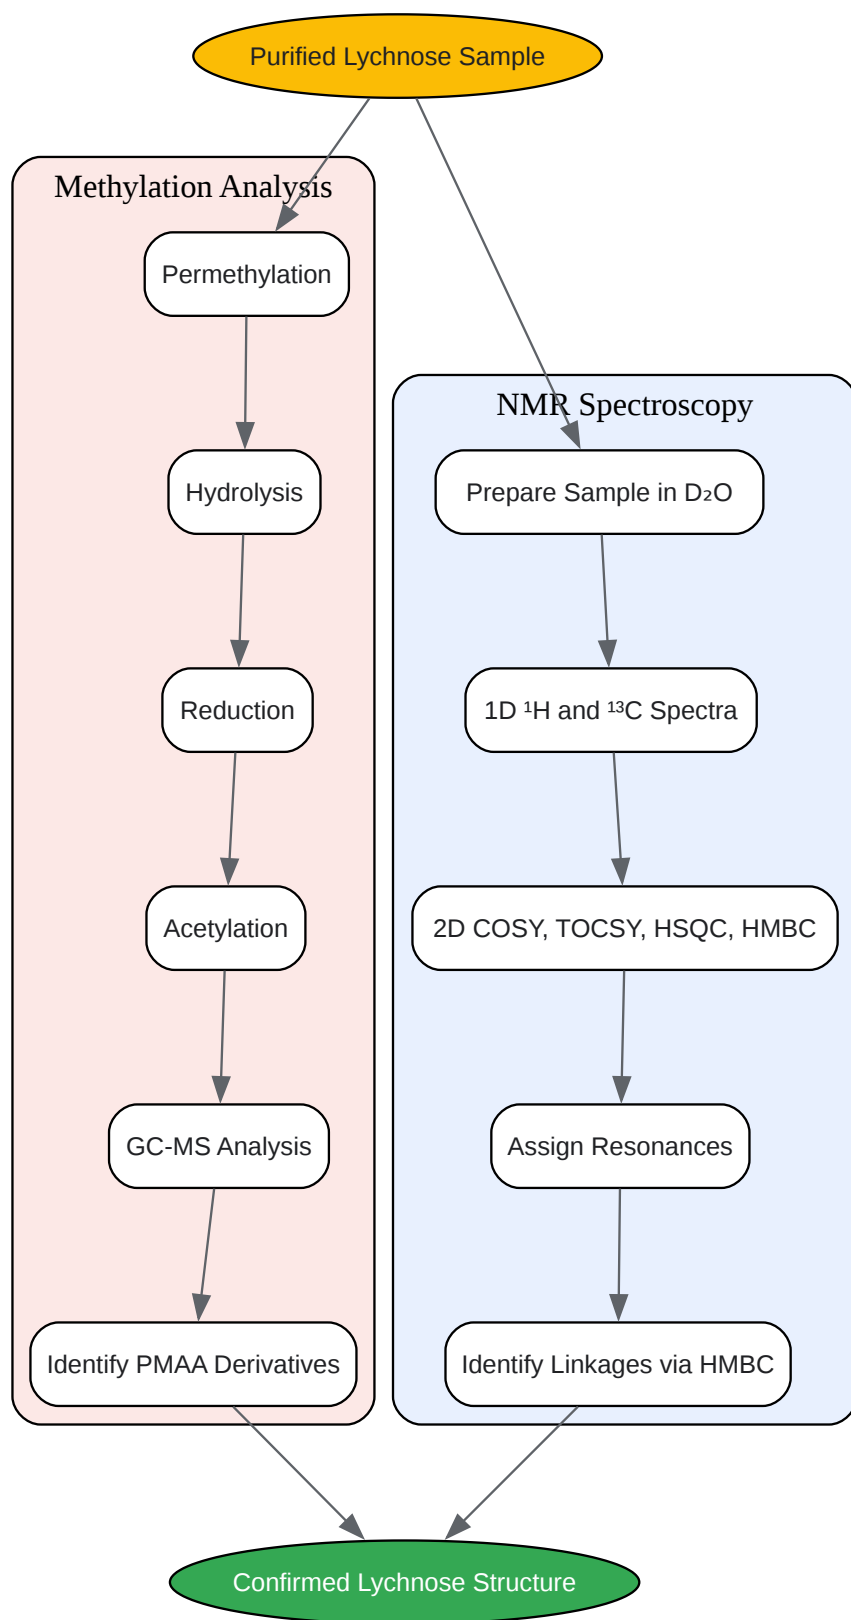 Purified Lychnose Sample
Methylation Analysis
Permethylation
Hydrolysis
Reduction
Acetylation
GC-MS Analysis
Identify PMAA Derivatives
NMR Spectroscopy
Prepare Sample in D₂O
1D ¹H and ¹³C Spectra
2D COSY, TOCSY, HSQC, HMBC
Assign Resonances
Identify Linkages via HMBC
Confirmed Lychnose Structure